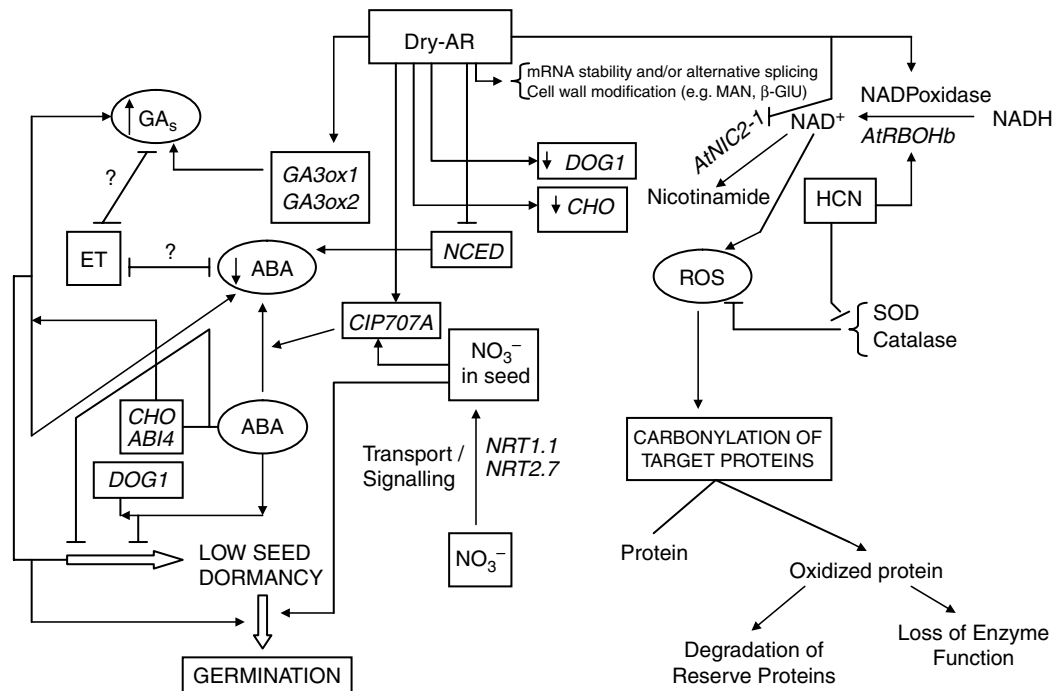 Dry-AR
mRNA stability and/or alternative splicing
Cell wall modification (e.g. MAN, β-GIU)
NADPoxidase
NAD⁺
NADH
AtRBOHb
AtNIC2-1
Nicotinamide
HCN
GAₛ
?
GA3ox1
GA3ox2
DOG1
CHO
ET
?
ABA
NCED
ROS
SOD
Catalase
CIP707A
NO₃⁻
in seed
CHO
ABI4
ABA
DOG1
Transport /
Signalling
NRT1.1
NRT2.7
CARBONYLATION OF
TARGET PROTEINS
NO₃⁻
Protein
LOW SEED
DORMANCY
Oxidized protein
Degradation of
Reserve Proteins
Loss of Enzyme
Function
GERMINATION